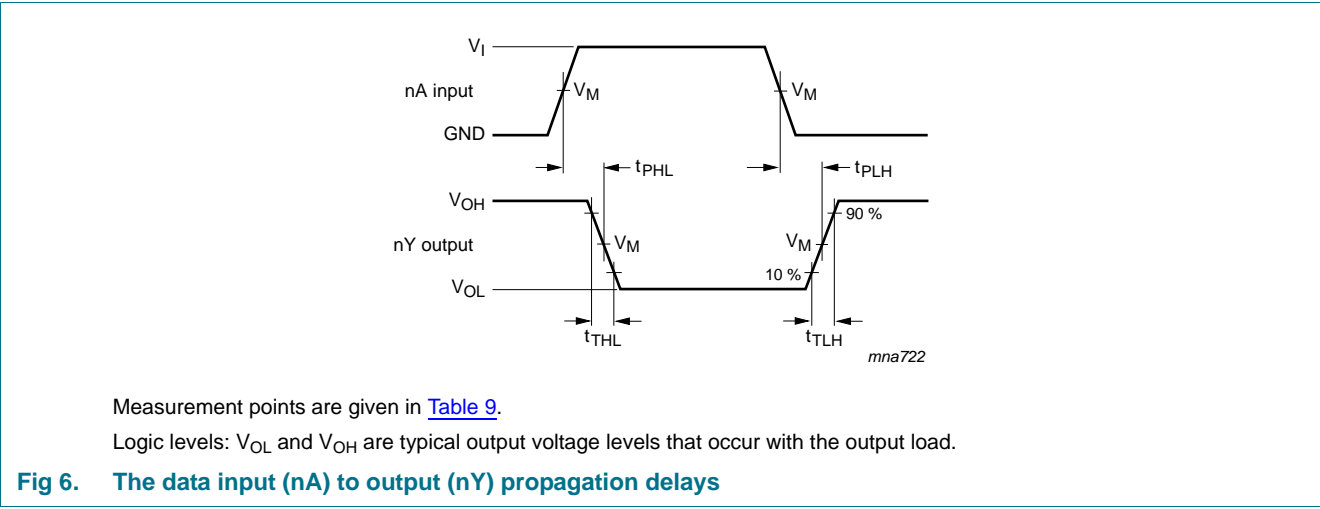 VI
nA input
VM
VM
GND
tPHL
tPLH
VOH
90 %
nY output
VM
VM
10 %
VOL
tTHL
tTLH
mna722
Measurement points are given in Table 9.
Logic levels: VOL and VOH are typical output voltage levels that occur with the output load.
Fig 6. The data input (nA) to output (nY) propagation delays